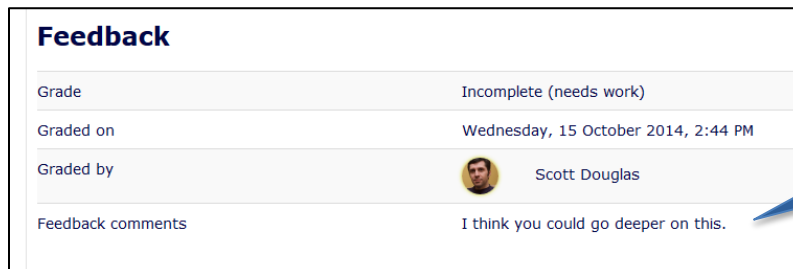 Feedback
Grade Incomplete (needs work)
Graded on Wednesday, 15 October 2014, 2:44 PM
Graded by Scott Douglas
Feedback comments I think you could go deeper on this.